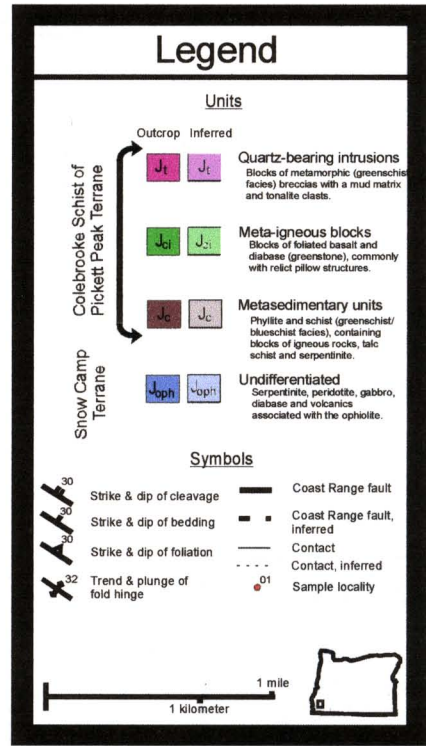 Legend
Units
Outcrop Inferred
Colebrooke Schist of
Pickett Peak Terrane
Jt Jt
Quartz-bearing intrusions
Blocks of metamorphic (greenschist
facies) breccias with a mud matrix
and tonalite clasts.
Jci Jci
Meta-igneous blocks
Blocks of foliated basalt and
diabase (greenstone), commonly
with relict pillow structures.
Jc Jc
Metasedimentary units
Phyllite and schist (greenschist/
blueschist facies), containing
blocks of igneous rocks, talc
schist and serpentinite.
Snow Camp
Terrane
Joph Joph
Undifferentiated
Serpentinite, peridotite, gabbro,
diabase and volcanics
associated with the ophiolite.
Symbols
30 Strike & dip of cleavage
30 Strike & dip of bedding
30 Strike & dip of foliation
32 Trend & plunge of
fold hinge
Coast Range fault
Coast Range fault,
inferred
Contact
Contact, inferred
01 Sample locality
1 mile
1 kilometer